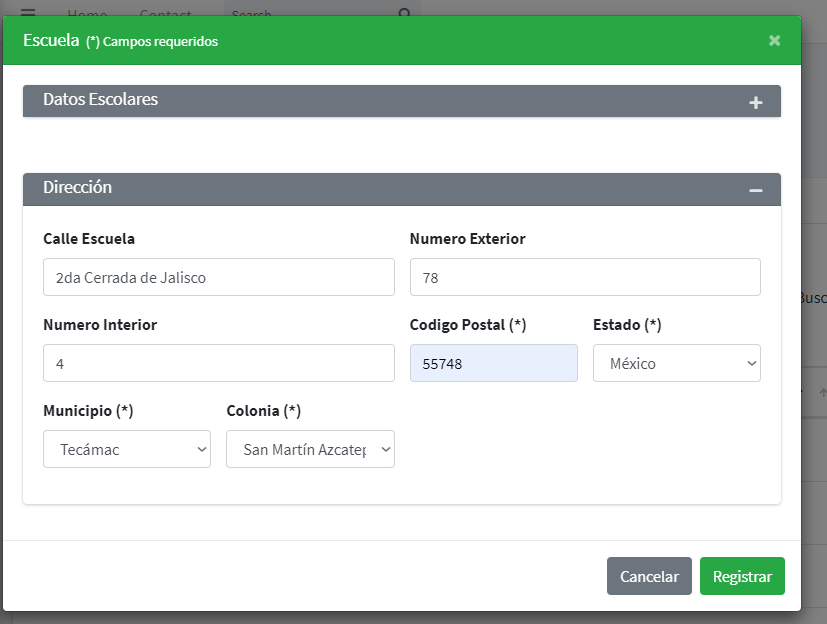 Home Contact Search
Escuela (*) Campos requeridos ×
Datos Escolares
Dirección
Calle Escuela Numero Exterior
2da Cerrada de Jalisco 78
Numero Interior Codigo Postal (*) Estado (*)
4 55748 México
Municipio (*) Colonia (*)
Tecámac San Martín Azcatep
Cancelar Registrar